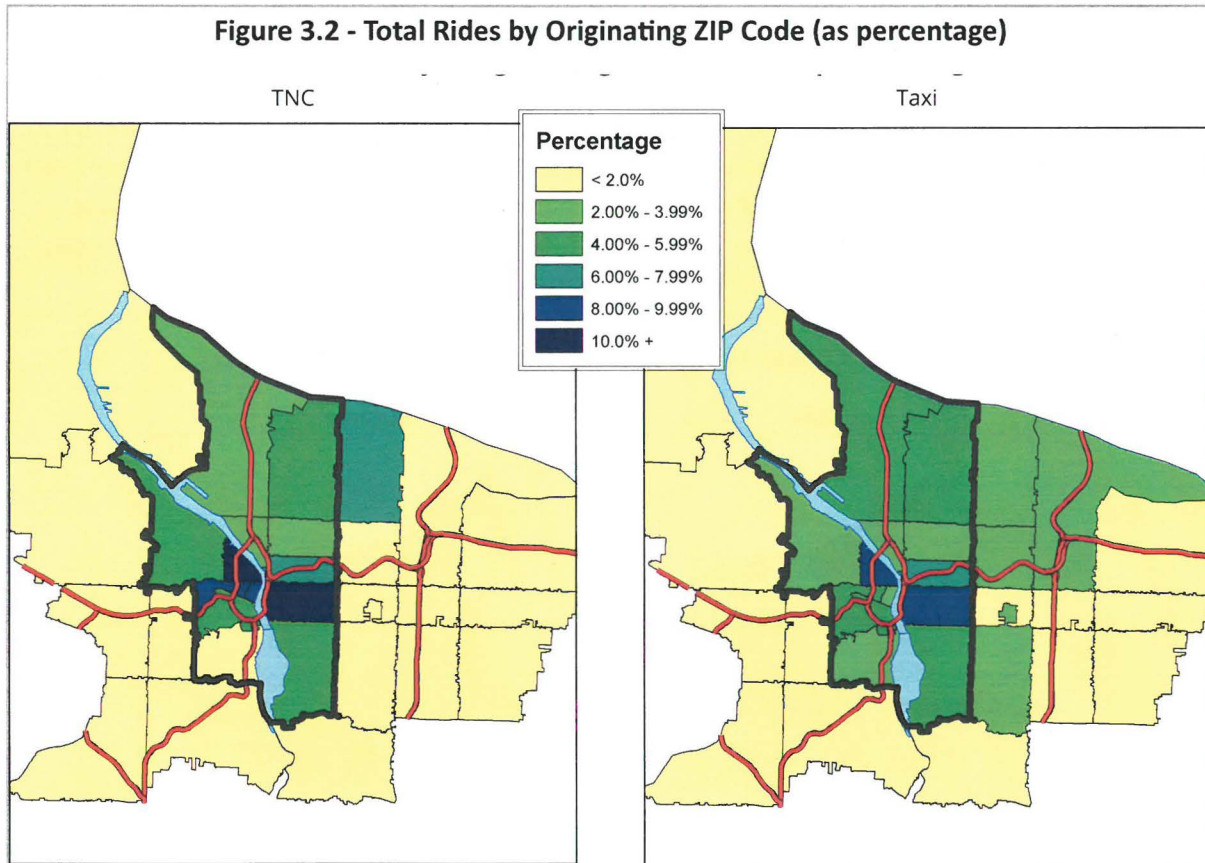 Figure 3.2 - Total Rides by Originating ZIP Code (as percentage)
TNC
Taxi
Percentage
< 2.0%
2.00% - 3.99%
4.00% - 5.99%
6.00% - 7.99%
8.00% - 9.99%
10.0% +